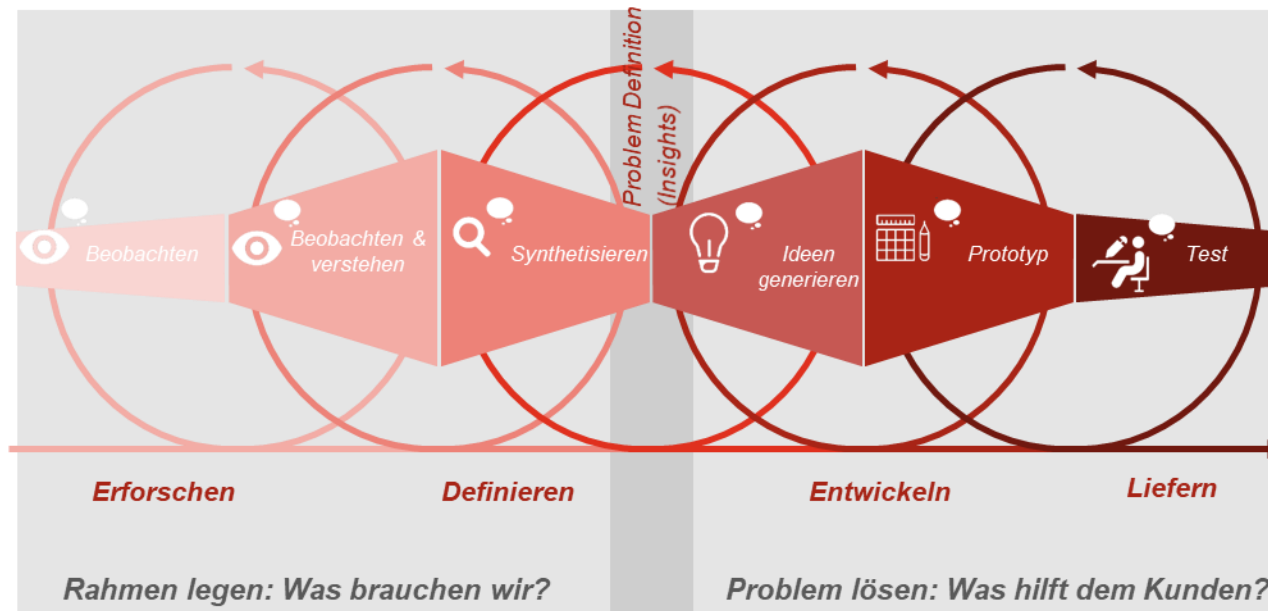 Problem Definition
(Insights)
Beobachten
Beobachten &
verstehen
Synthetisieren
Ideen
generieren
Prototyp
Test
Erforschen
Definieren
Entwickeln
Liefern
Rahmen legen: Was brauchen wir?
Problem lösen: Was hilft dem Kunden?